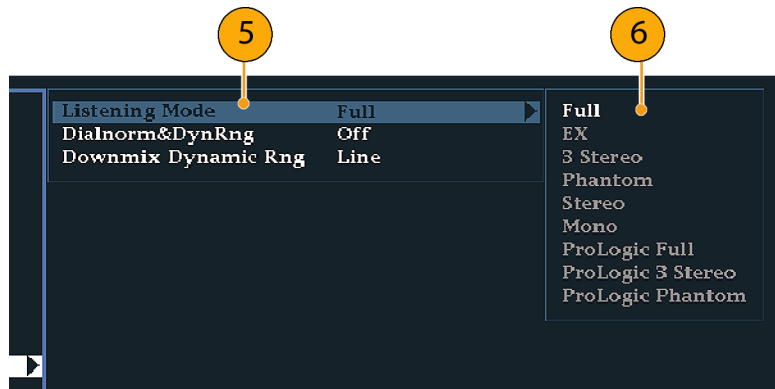 5
6
Listening Mode Full
Dialnorm&DynRng Off
Downmix Dynamic Rng Line
Full
EX
3 Stereo
Phantom
Stereo
Mono
ProLogic Full
ProLogic 3 Stereo
ProLogic Phantom